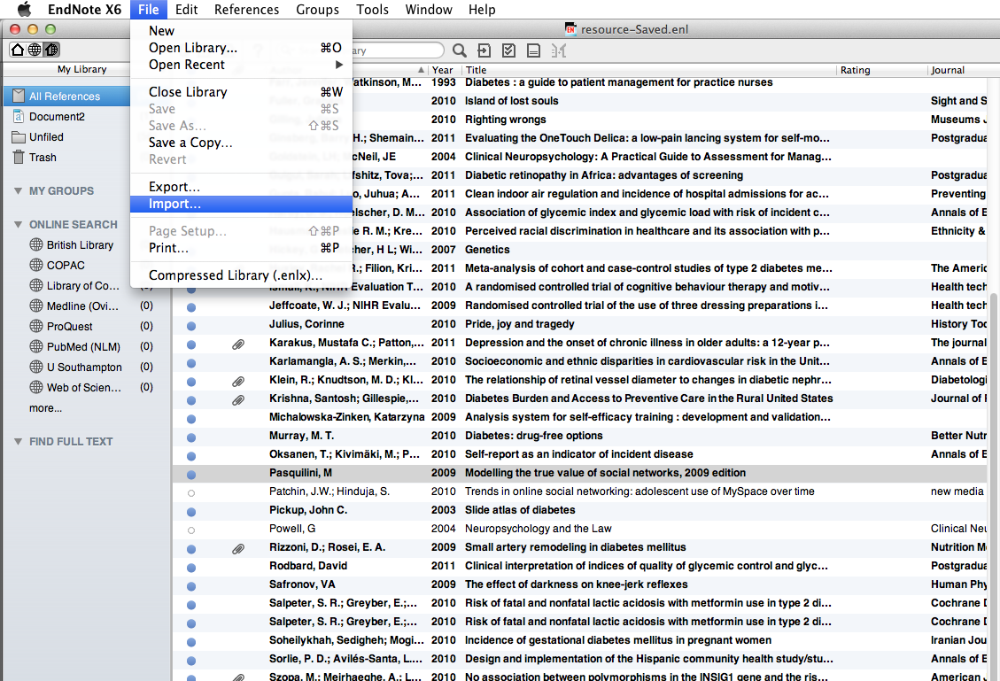 EndNote X6 File Edit References Groups Tools Window Help
resource-Saved.enl
New
Open Library... ⌘O
Open Recent ▶
Close Library ⌘W
Save ⌘S
Save As... ⇧⌘S
Save a Copy...
Revert
Export...
Import...
Page Setup... ⇧⌘P
Print... ⌘P
Compressed Library (.enlx)...
My Library
All References
Document2
Unfiled
Trash
MY GROUPS
ONLINE SEARCH
British Library
COPAC
Library of Co... (0)
Medline (Ovi... (0)
ProQuest (0)
PubMed (NLM) (0)
U Southampton (0)
Web of Scien... (0)
more...
FIND FULL TEXT
Year Title Rating Journal
atkinson, M... 1993 Diabetes : a guide to patient management for practice nurses
2010 Island of lost souls Sight and S
2010 Righting wrongs Museums J
H.; Shemain... 2011 Evaluating the OneTouch Delica: a low-pain lancing system for self-mo... Postgradua
cNeil, JE 2004 Clinical Neuropsychology: A Practical Guide to Assessment for Manag...
ifshitz, Tova;... 2011 Diabetic retinopathy in Africa: advantages of screening Postgradua
o, Juhua; A... 2011 Clean indoor air regulation and incidence of hospital admissions for ac... Preventing
elscher, D. M... 2010 Association of glycemic index and glycemic load with risk of incident c... Annals of E
e R. M.; Kre... 2010 Perceived racial discrimination in healthcare and its association with p... Ethnicity &
cher, H L; Wi... 2007 Genetics
R.; Filion, Kri... 2011 Meta-analysis of cohort and case-control studies of type 2 diabetes me... The Americ
Ismail, K.; NIHR Evaluation T... 2010 A randomised controlled trial of cognitive behaviour therapy and motiv... Health tech
Jeffcoate, W. J.; NIHR Evalu... 2009 Randomised controlled trial of the use of three dressing preparations i... Health tech
Julius, Corinne 2010 Pride, joy and tragedy History Toc
Karakus, Mustafa C.; Patton,... 2011 Depression and the onset of chronic illness in older adults: a 12-year p... The journal
Karlamangla, A. S.; Merkin,... 2010 Socioeconomic and ethnic disparities in cardiovascular risk in the Unit... Annals of E
Klein, R.; Knudtson, M. D.; Kl... 2010 The relationship of retinal vessel diameter to changes in diabetic nephr... Diabetologi
Krishna, Santosh; Gillespie,... 2010 Diabetes Burden and Access to Preventive Care in the Rural United States Journal of F
Michalowska-Zinken, Katarzyna 2009 Analysis system for self-efficacy training : development and validation...
Murray, M. T. 2010 Diabetes: drug-free options Better Nutr
Oksanen, T.; Kivimäki, M.; P... 2010 Self-report as an indicator of incident disease Annals of E
Pasquilini, M 2009 Modelling the true value of social networks, 2009 edition
Patchin, J.W.; Hinduja, S. 2010 Trends in online social networking: adolescent use of MySpace over time new media
Pickup, John C. 2003 Slide atlas of diabetes
Powell, G 2004 Neuropsychology and the Law Clinical Neu
Rizzoni, D.; Rosei, E. A. 2009 Small artery remodeling in diabetes mellitus Nutrition M
Rodbard, David 2011 Clinical interpretation of indices of quality of glycemic control and glyc... Postgradua
Safronov, VA 2009 The effect of darkness on knee-jerk reflexes Human Phy
Salpeter, S. R.; Greyber, E.;... 2010 Risk of fatal and nonfatal lactic acidosis with metformin use in type 2 di... Cochrane D
Salpeter, S. R.; Greyber, E.;... 2010 Risk of fatal and nonfatal lactic acidosis with metformin use in type 2 di... Cochrane D
Soheilykhah, Sedigheh; Mogi... 2010 Incidence of gestational diabetes mellitus in pregnant women Iranian Jou
Sorlie, P. D.; Avilés-Santa, L.... 2010 Design and implementation of the Hispanic community health study/stu... Annals of E
Szopa, M.; Meirhaeghe, A.; L... 2010 No association between polymorphisms in the INSIG1 gene and the ris... American J